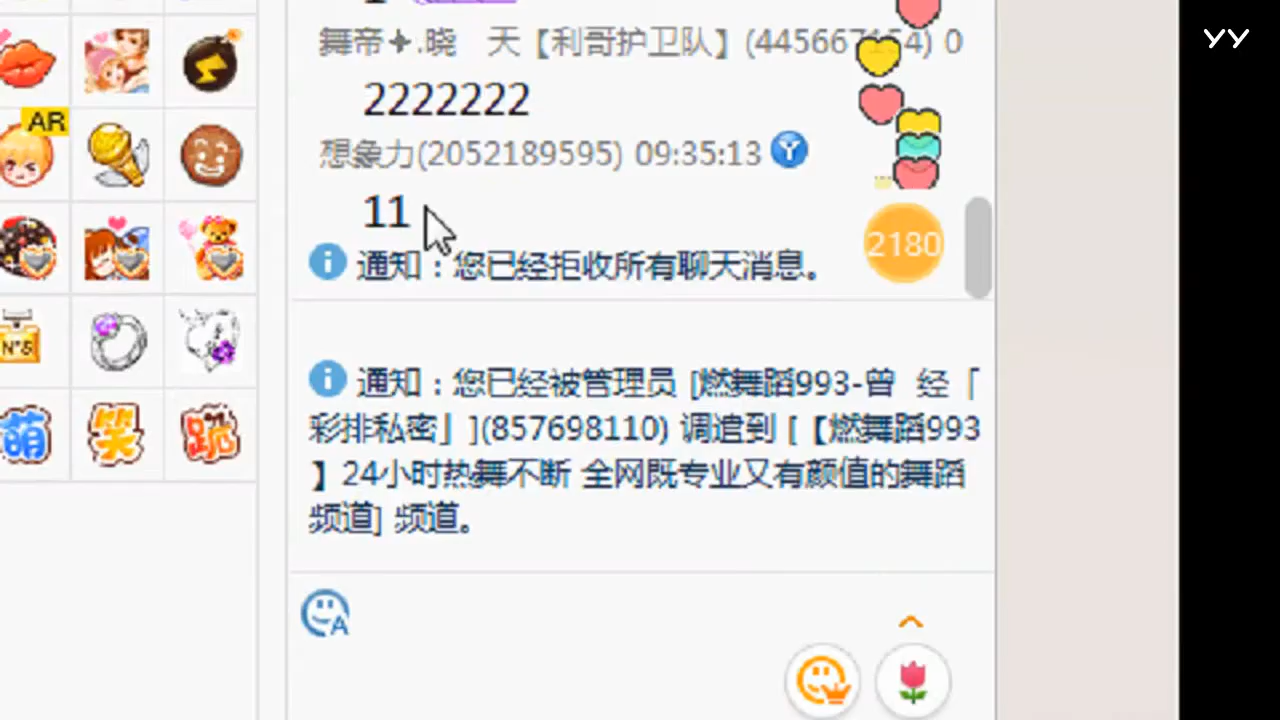 YY
舞帝✦.晓 天【利哥护卫队】(445667154) 0
2222222
想象力(2052189595) 09:35:13
11
2180
通知：您已经拒收所有聊天消息。
通知：您已经被管理员 [燃舞蹈993-曾 经「
彩排私密」](857698110) 调遣到 [【燃舞蹈993
】24小时热舞不断 全网既专业又有颜值的舞蹈
频道] 频道。
AR
N°5
萌 笑 跪